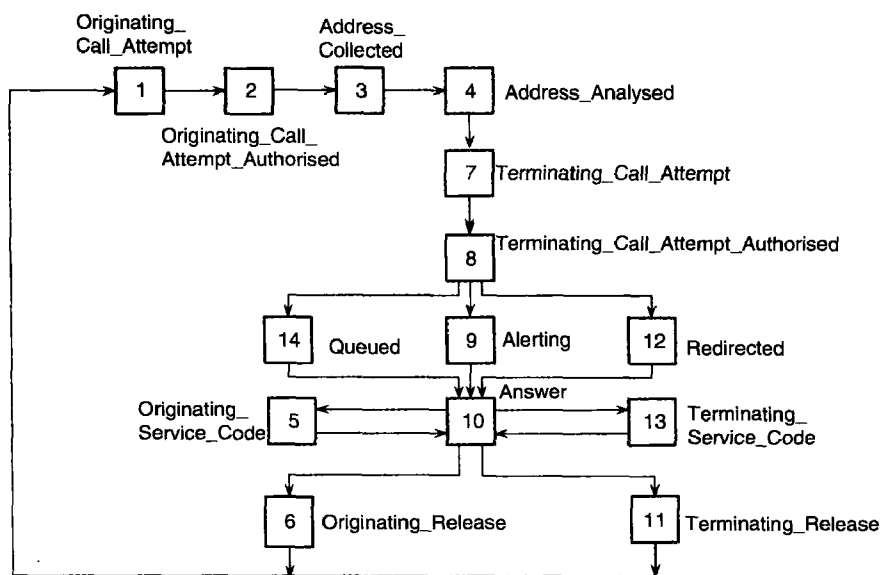 Originating_
Call_Attempt
Address_
Collected
1
2
3
4
Address_Analysed
Originating_Call_
Attempt_Authorised
7
Terminating_Call_Attempt
8
Terminating_Call_Attempt_Authorised
14
Queued
9
Alerting
12
Redirected
Answer
Originating_
Service_Code
5
10
13
Terminating_
Service_Code
6
Originating_Release
11
Terminating_Release